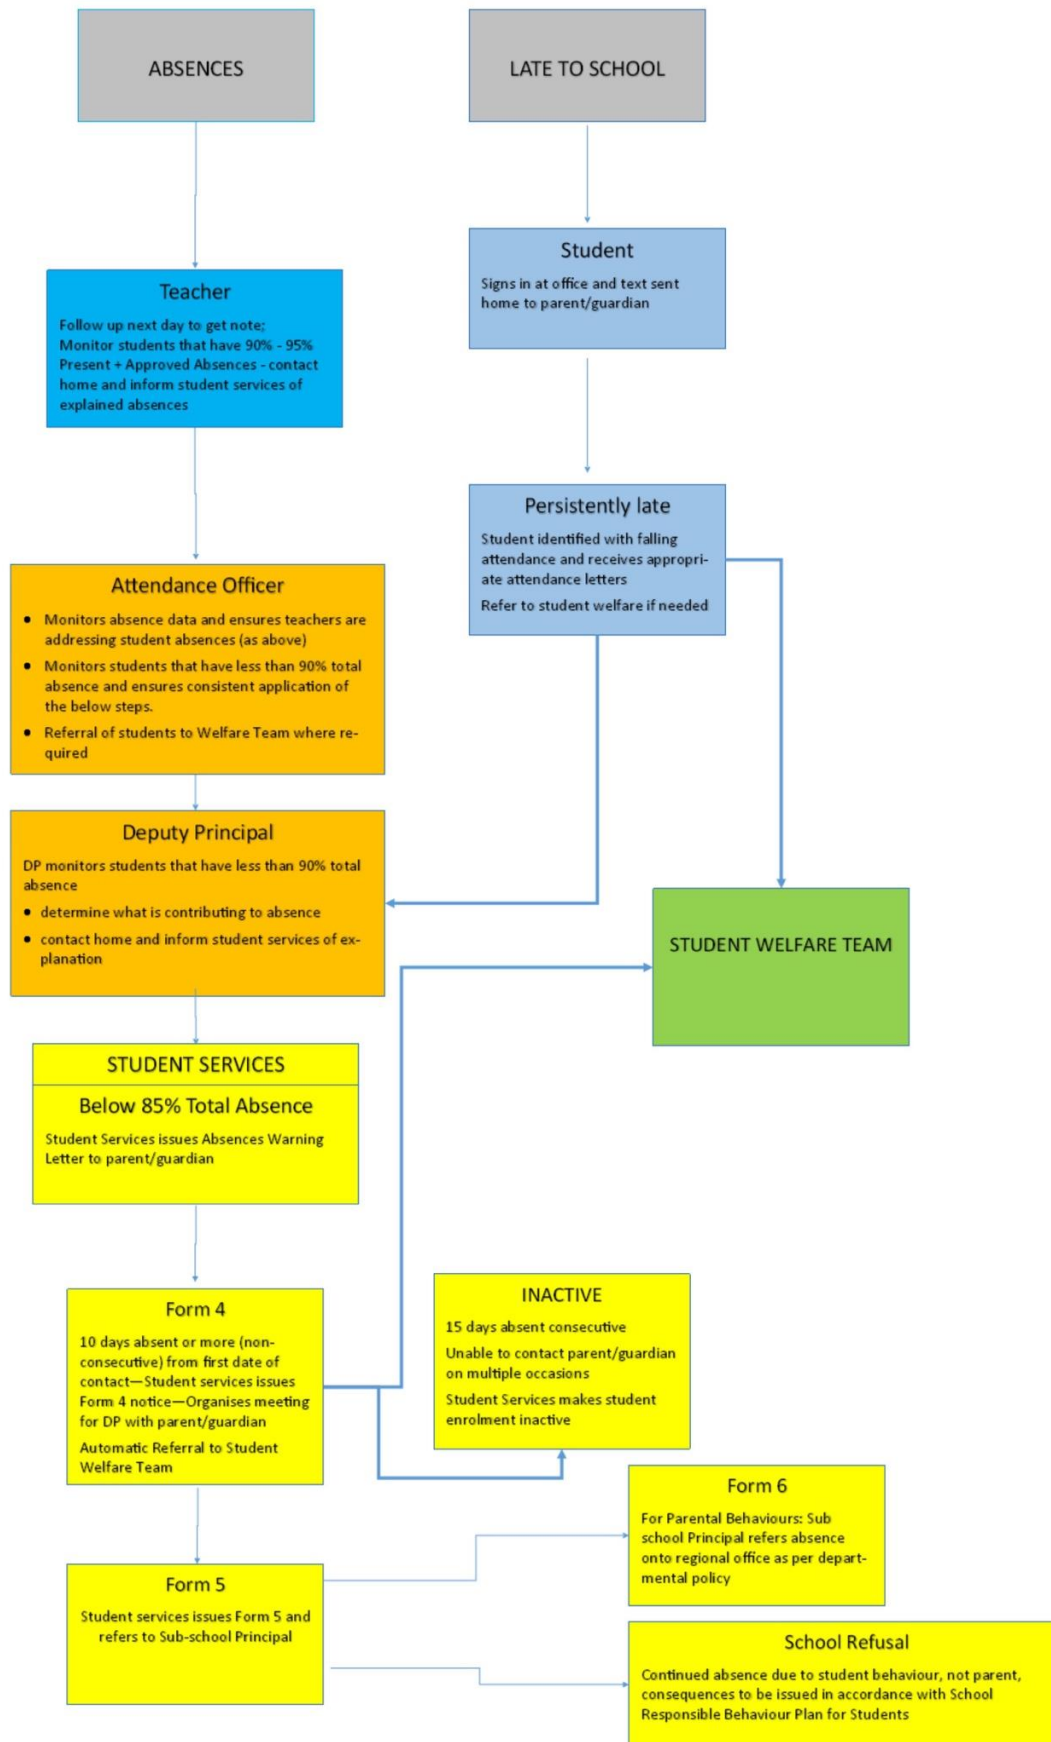 ABSENCES
LATE TO SCHOOL
Student
Signs in at office and text sent
home to parent/guardian
Teacher
Follow up next day to get note;
Monitor students that have 90% - 95%
Present + Approved Absences - contact
home and inform student services of
explained absences
Persistently late
Student identified with falling
attendance and receives appropri-
ate attendance letters
Refer to student welfare if needed
Attendance Officer
• Monitors absence data and ensures teachers are
addressing student absences (as above)
• Monitors students that have less than 90% total
absence and ensures consistent application of
the below steps.
• Referral of students to Welfare Team where re-
quired
Deputy Principal
DP monitors students that have less than 90% total
absence
• determine what is contributing to absence
• contact home and inform student services of ex-
planation
STUDENT WELFARE TEAM
STUDENT SERVICES
Below 85% Total Absence
Student Services issues Absences Warning
Letter to parent/guardian
Form 4
10 days absent or more (non-
consecutive) from first date of
contact—Student services issues
Form 4 notice—Organises meeting
for DP with parent/guardian
Automatic Referral to Student
Welfare Team
INACTIVE
15 days absent consecutive
Unable to contact parent/guardian
on multiple occasions
Student Services makes student
enrolment inactive
Form 5
Student services issues Form 5 and
refers to Sub-school Principal
Form 6
For Parental Behaviours: Sub
school Principal refers absence
onto regional office as per depart-
mental policy
School Refusal
Continued absence due to student behaviour, not parent,
consequences to be issued in accordance with School
Responsible Behaviour Plan for Students